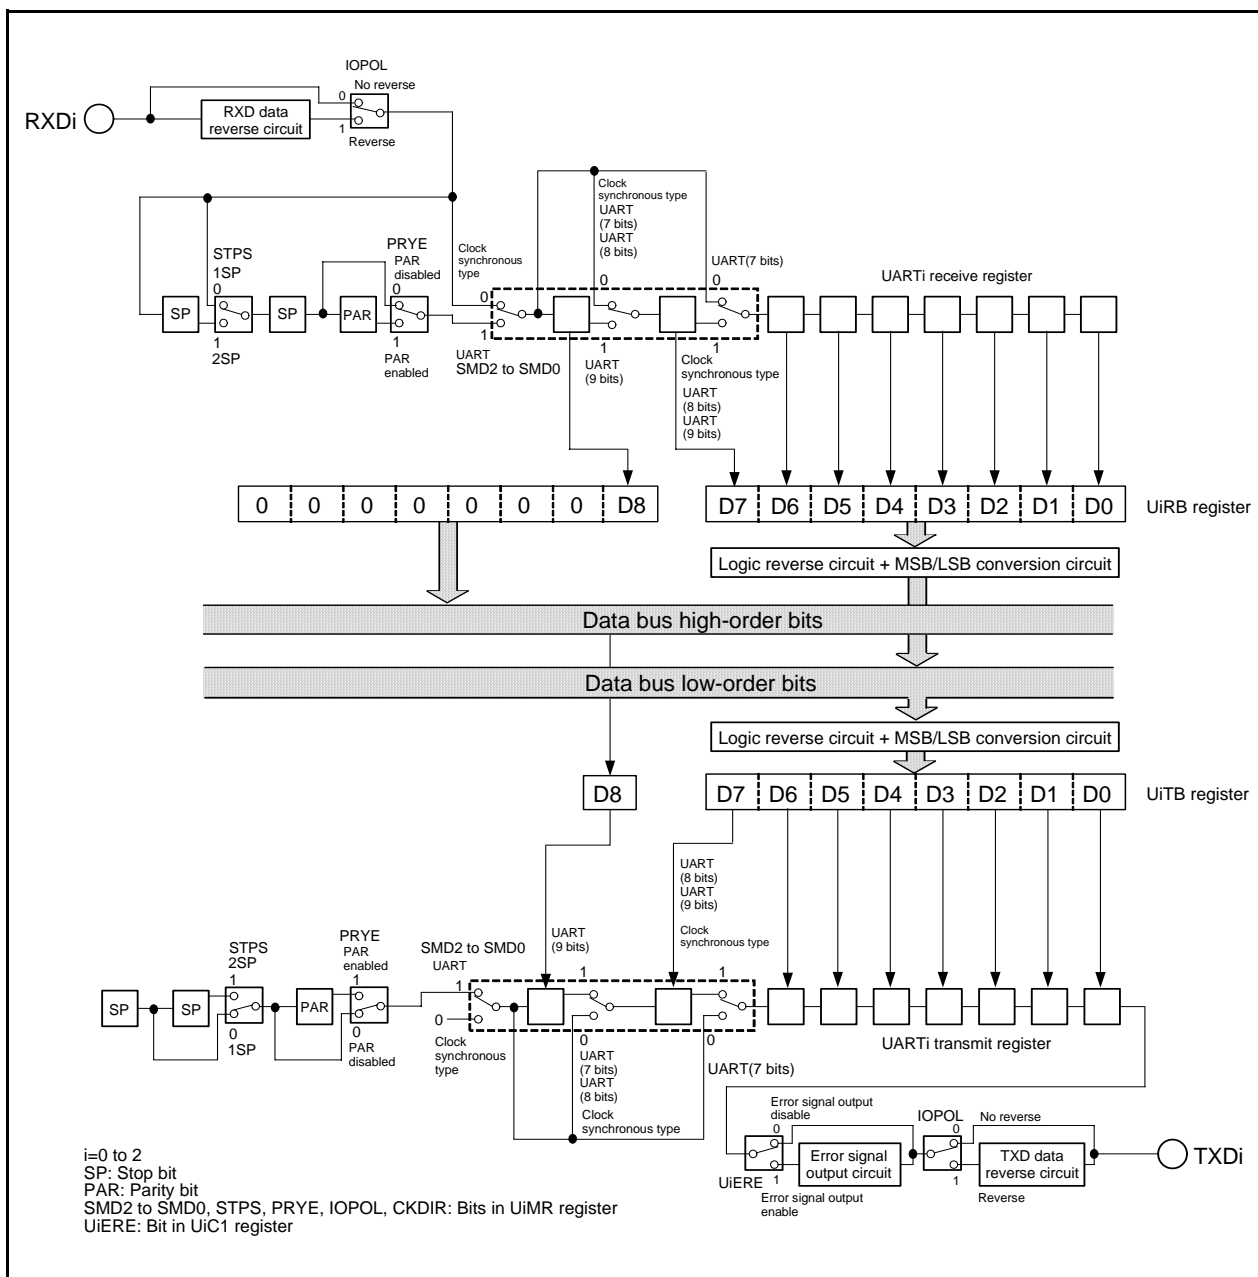 IOPOL
No reverse
0
RXDi
RXD data
reverse circuit
1
Reverse
Clock
synchronous type
UART
(7 bits)
UART
(8 bits)
STPS
1SP
0
PRYE
PAR
disabled
0
Clock
synchronous
type
0
0
UART(7 bits)
0
UARTi receive register
SP
SP
PAR
1
2SP
1
PAR
enabled
1
UART
SMD2 to SMD0
1
UART
(9 bits)
1
Clock
synchronous type
UART
(8 bits)
UART
(9 bits)
0 0 0 0 0 0 0 D8
D7 D6 D5 D4 D3 D2 D1 D0
UiRB register
Logic reverse circuit + MSB/LSB conversion circuit
Data bus high-order bits
Data bus low-order bits
Logic reverse circuit + MSB/LSB conversion circuit
D8
D7 D6 D5 D4 D3 D2 D1 D0
UiTB register
UART
(8 bits)
UART
(9 bits)
Clock
synchronous type
UART
(9 bits)
STPS
2SP
1
PRYE
PAR
enabled
1
SMD2 to SMD0
UART
1
1
1
SP
SP
PAR
0
1SP
0
PAR
disabled
0
Clock
synchronous
type
0
UART
(7 bits)
UART
(8 bits)
Clock synchronous type
0
UART(7 bits)
UARTi transmit register
Error signal output
disable
0
UiERE
1
Error signal output
enable
Error signal
output circuit
IOPOL
0
No reverse
1
Reverse
TXD data
reverse circuit
TXDi
i=0 to 2
SP: Stop bit
PAR: Parity bit
SMD2 to SMD0, STPS, PRYE, IOPOL, CKDIR: Bits in UiMR register
UiERE: Bit in UiC1 register